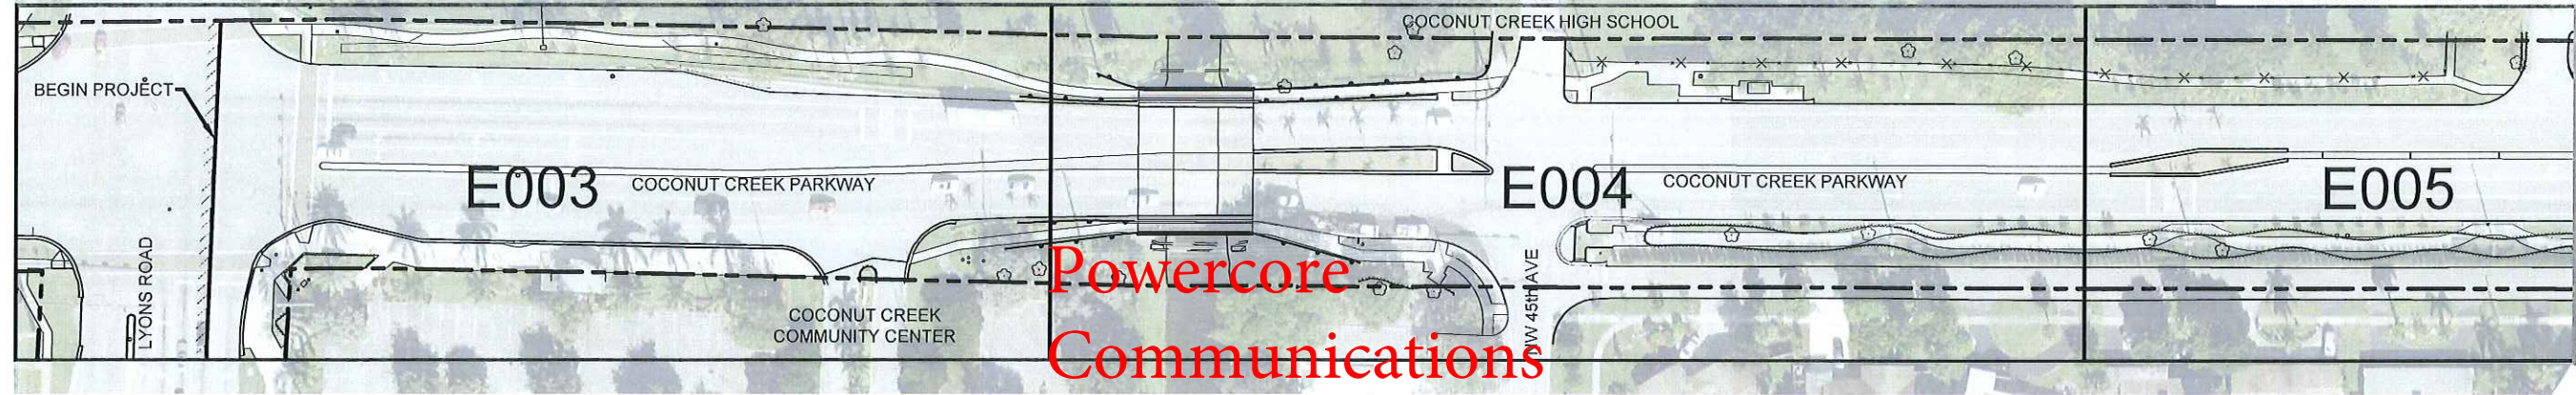 COCONUT CREEK HIGH SCHOOL
BEGIN PROJECT
E003
COCONUT CREEK PARKWAY
E004
COCONUT CREEK PARKWAY
E005
LYONS ROAD
NW 45th AVE
Powercore
Communications
COCONUT CREEK
COMMUNITY CENTER